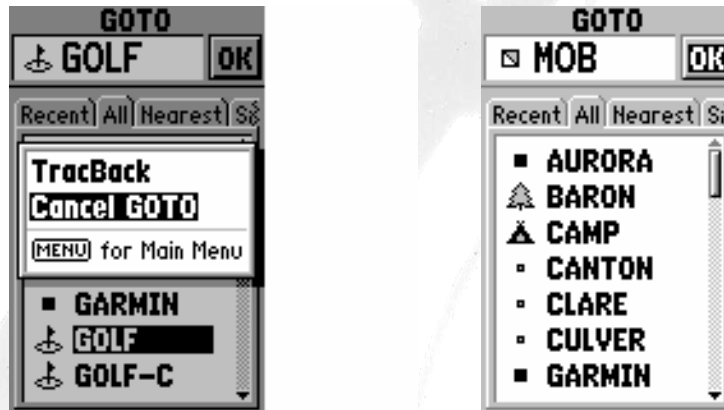 GOTO
GOLF OK
Recent All Nearest
TracBack
Cancel GOTO
MENU for Main Menu
GARMIN
GOLF
GOLF-C
GOTO
MOB OK
Recent All Nearest
AURORA
BARON
CAMP
CANTON
CLARE
CULVER
GARMIN